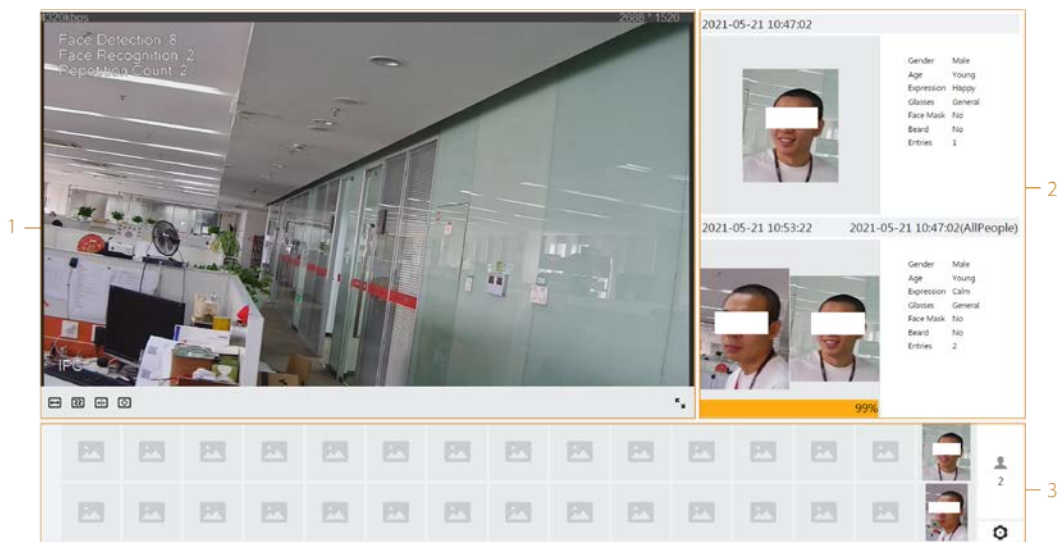 4320kbps
2688 * 1520
Face Detection 8
Face Recognition 2
Repetition Count 2
IPC
1
2021-05-21 10:47:02
Gender Male
Age Young
Expression Happy
Glasses General
Face Mask No
Beard No
Entries 1
2
2021-05-21 10:53:22 2021-05-21 10:47:02(AllPeople)
Gender Male
Age Young
Expression Calm
Glasses General
Face Mask No
Beard No
Entries 2
99%
2
3